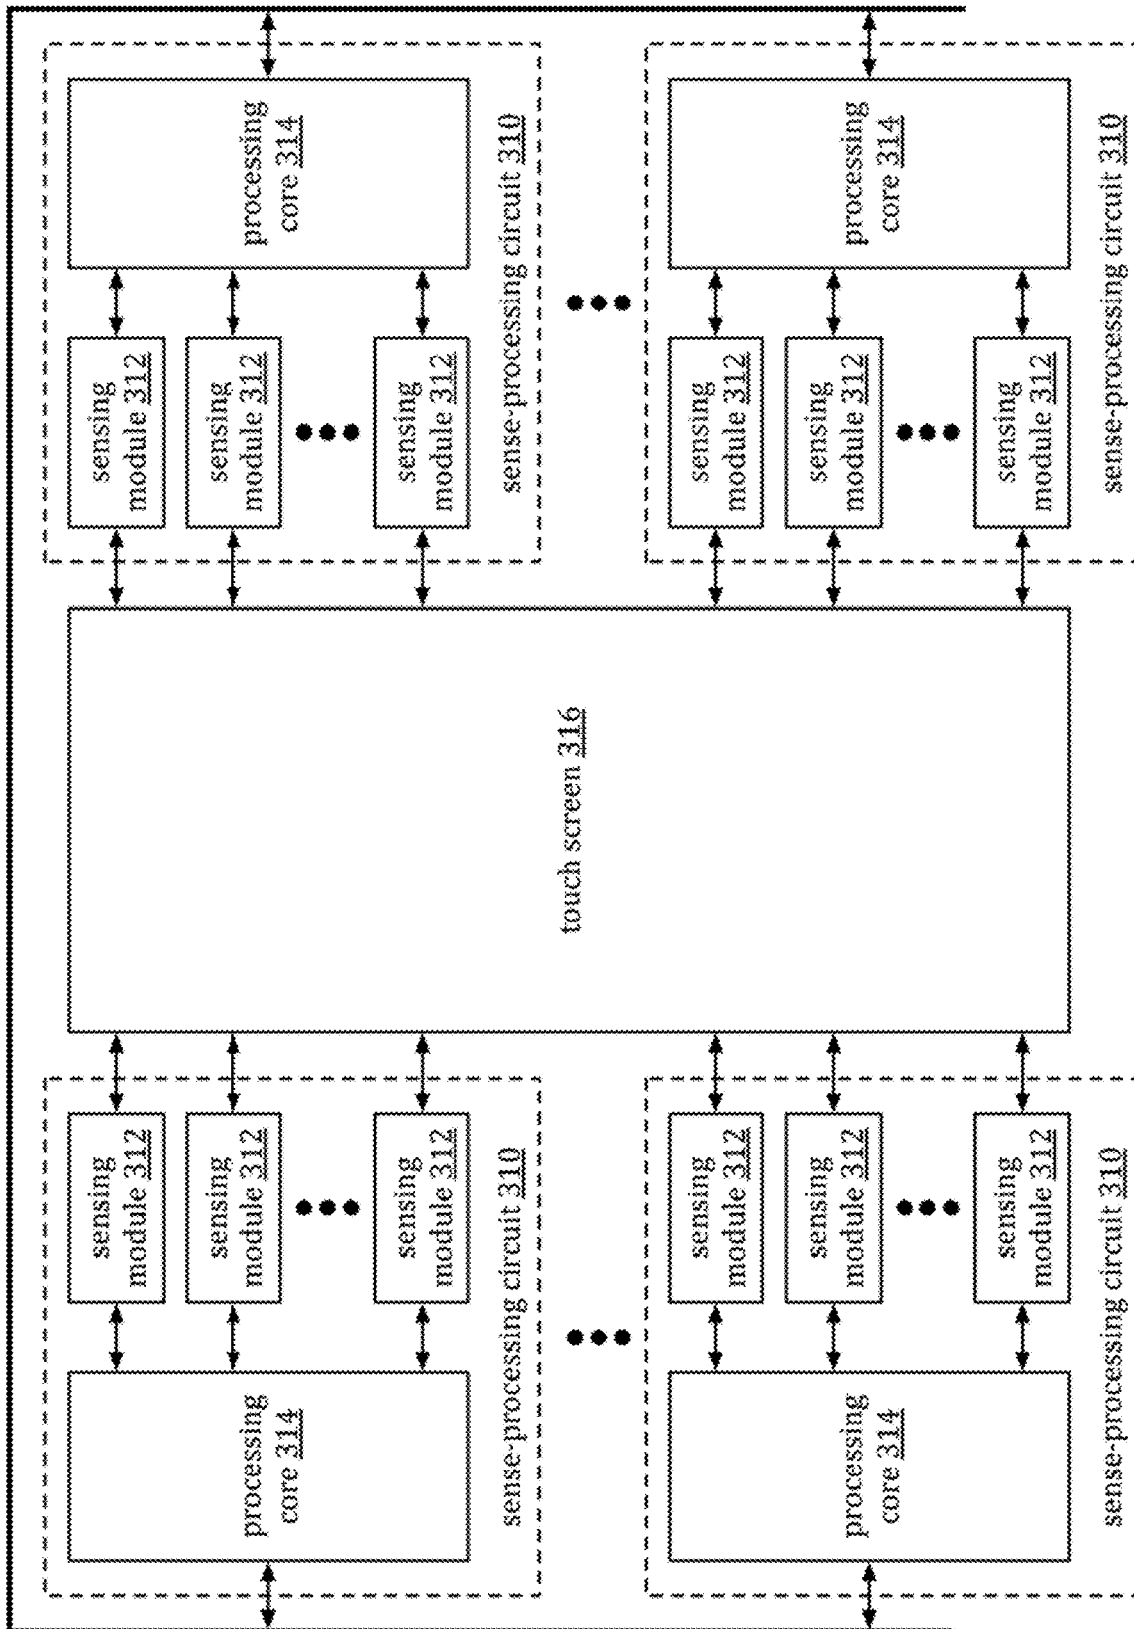 processing
core 314
sensing
module 312
sensing
module 312
sensing
module 312
sense-processing circuit 310
sensing
module 312
sensing
module 312
sensing
module 312
processing
core 314
sense-processing circuit 310
touch screen 316
processing
core 314
sensing
module 312
sensing
module 312
sensing
module 312
sense-processing circuit 310
sensing
module 312
sensing
module 312
sensing
module 312
processing
core 314
sense-processing circuit 310